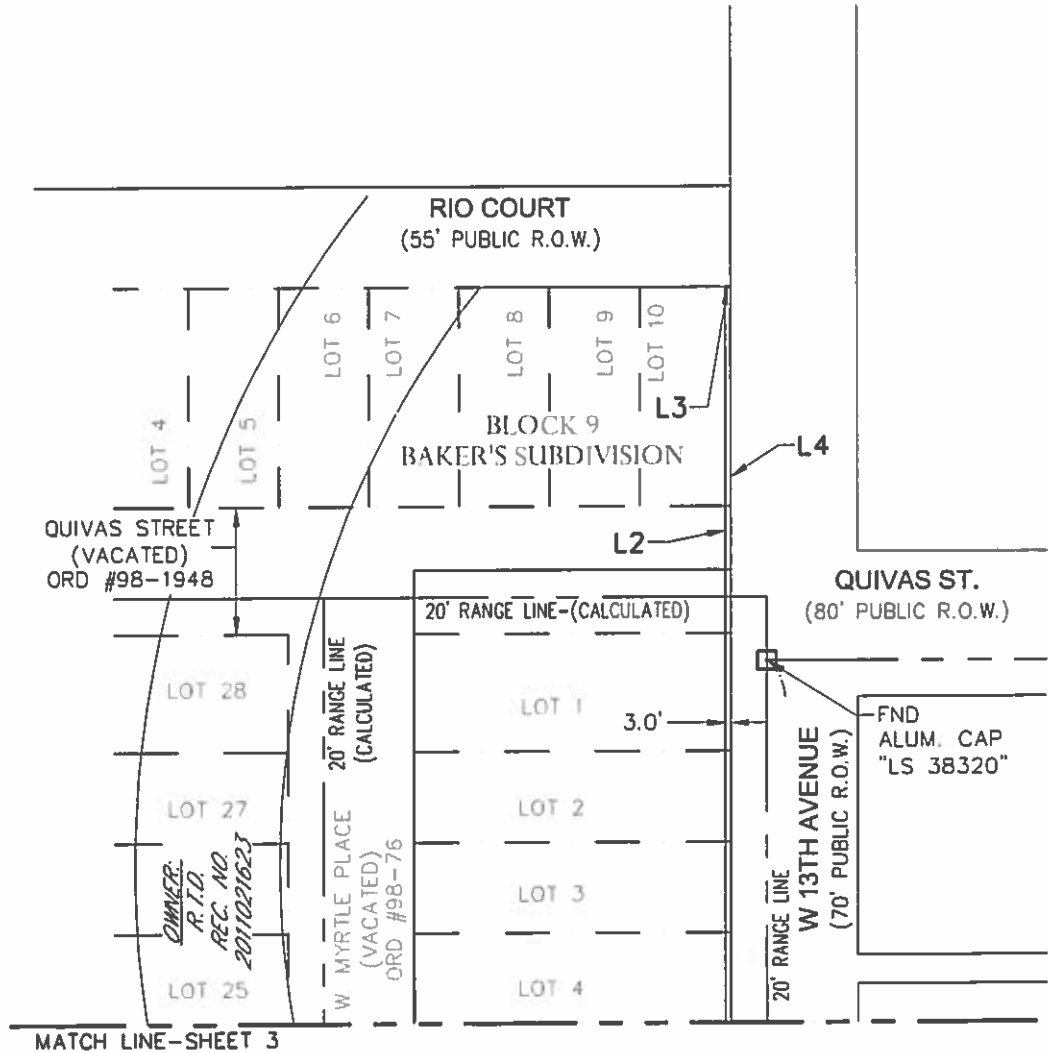 RIO COURT
(55' PUBLIC R.O.W.)
LOT 4
LOT 5
LOT 6
LOT 7
LOT 8
LOT 9
LOT 10
L3
BLOCK 9
BAKER'S SUBDIVISION
L4
L2
QUIVAS STREET
(VACATED)
ORD #98-1948
QUIVAS ST.
(80' PUBLIC R.O.W.)
20' RANGE LINE-(CALCULATED)
20' RANGE LINE
(CALCULATED)
LOT 28
LOT 27
LOT 25
OWNER:
R.T.D.
REC. NO.
2011021623
W. MYRTLE PLACE
(VACATED)
ORD #98-76
LOT 1
LOT 2
LOT 3
LOT 4
3.0'
FND
ALUM. CAP
"LS 38320"
20' RANGE LINE
W 13TH AVENUE
(70' PUBLIC R.O.W.)
MATCH LINE-SHEET 3